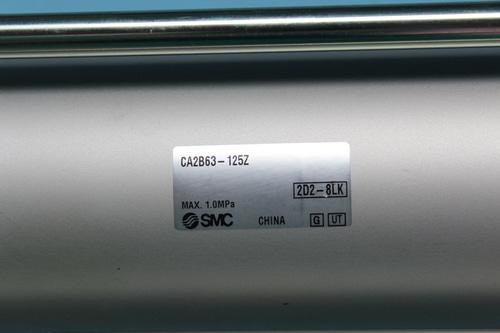 CA2B63-125Z
2D2-8LK
MAX. 1.0MPa
SMC CHINA G UT